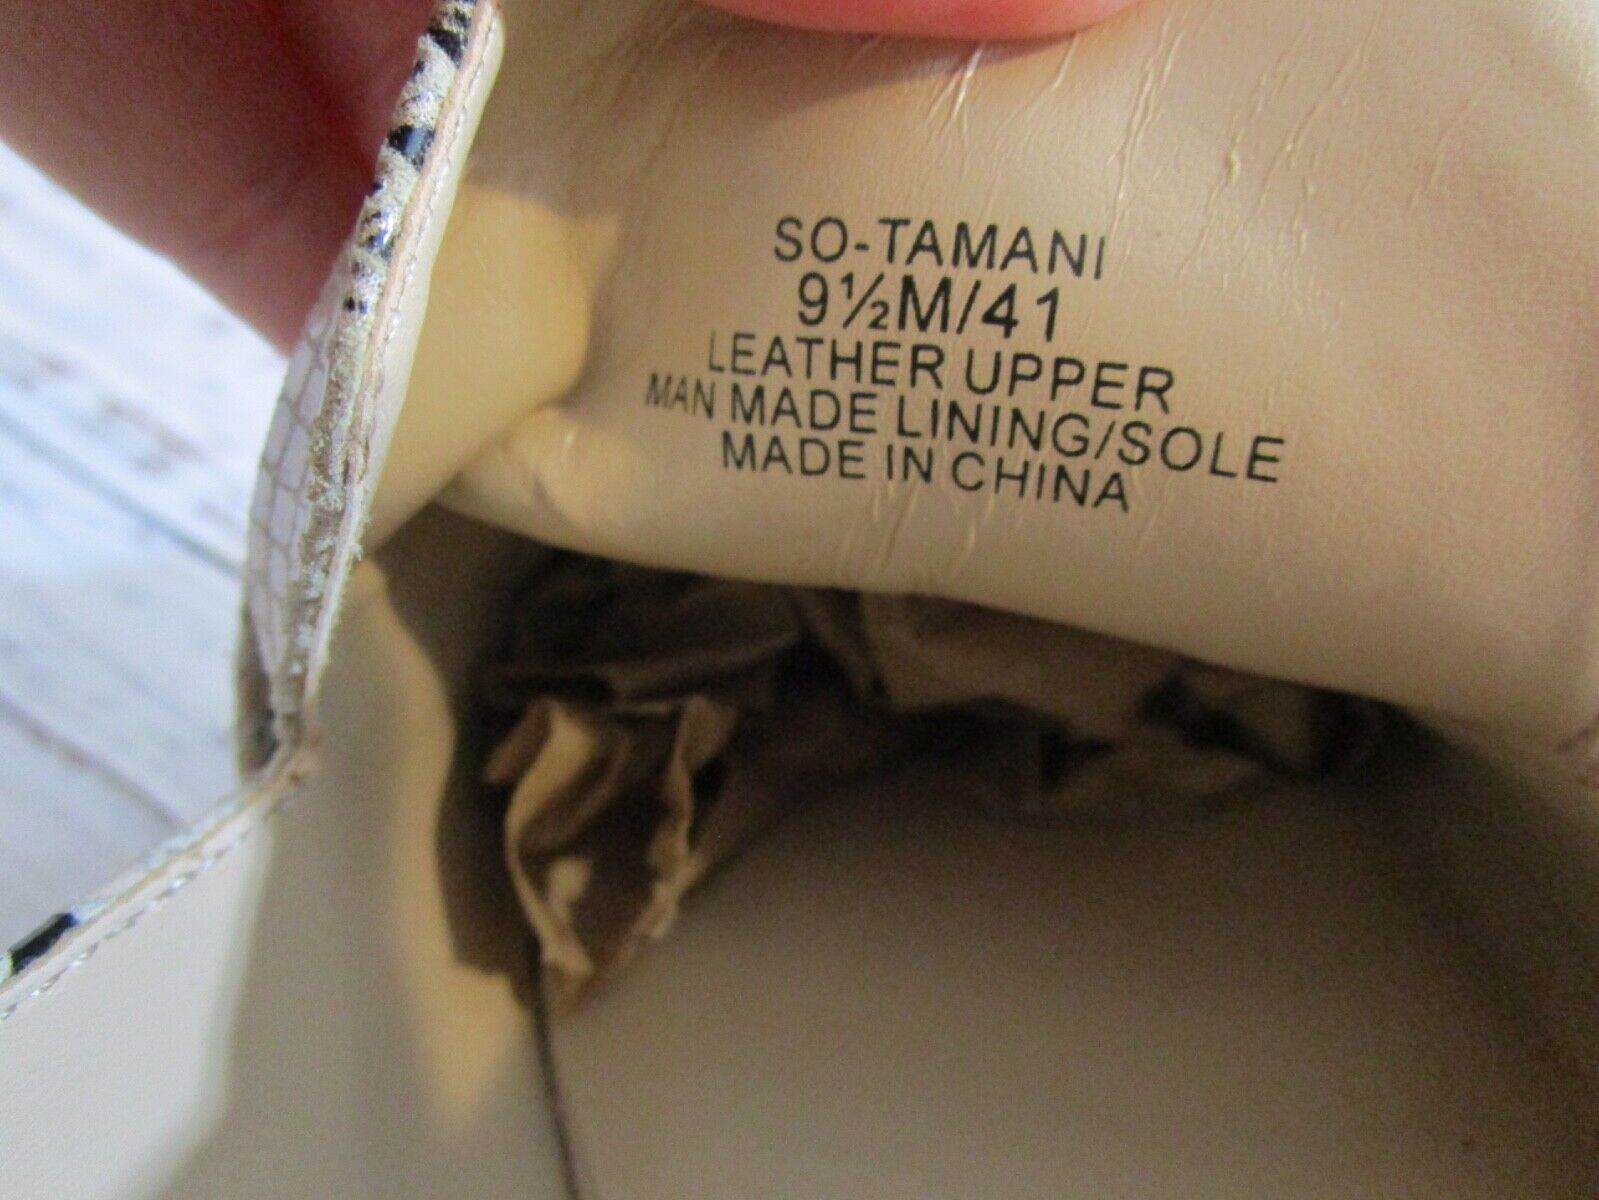 SO-TAMANI
9½M/41
LEATHER UPPER
MAN MADE LINING/SOLE
MADE IN CHINA